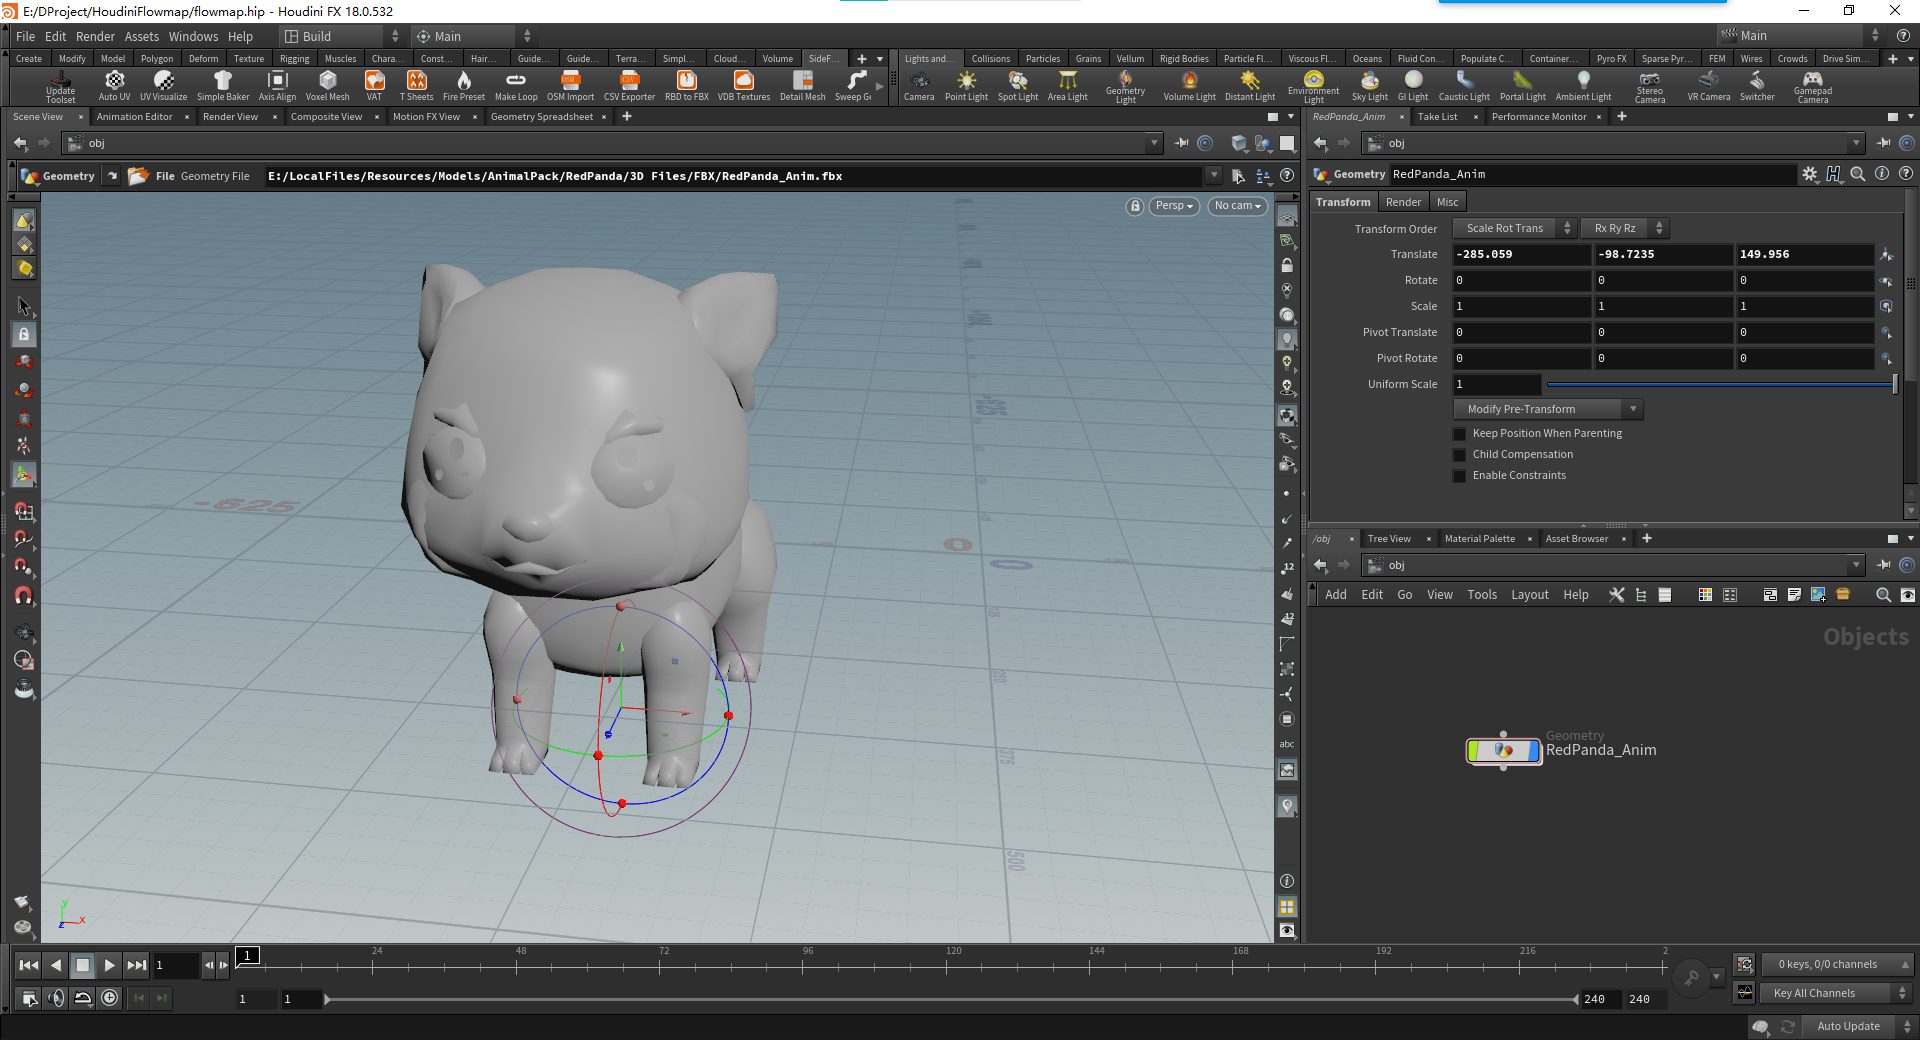 E:/DProject/HoudiniFlowmap/flowmap.hip - Houdini FX 18.0.532
File Edit Render Assets Windows Help Build Main Main
Create Modify Model Polygon Deform Texture Rigging Muscles Chara... Const... Hair... Guide... Guide... Terra... Simpl... Cloud... Volume SideF...
Lights and... Collisions Particles Grains Vellum Rigid Bodies Particle Fl... Viscous Fl... Oceans Fluid Con... Populate C... Container... Pyro FX Sparse Pyr... FEM Wires Crowds Drive Sim...
Update Toolset Auto UV UV Visualize Simple Baker Axis Align Voxel Mesh VAT T Sheets Fire Preset Make Loop OSM Import CSV Exporter RBD to FBX VDB Textures Detail Mesh Sweep Ge
Camera Point Light Spot Light Area Light Geometry Light Volume Light Distant Light Environment Light Sky Light GI Light Caustic Light Portal Light Ambient Light Stereo Camera VR Camera Switcher Gamepad Camera
Scene View Animation Editor Render View Composite View Motion FX View Geometry Spreadsheet
obj
Geometry File Geometry File E:/LocalFiles/Resources/Models/AnimalPack/RedPanda/3D Files/FBX/RedPanda_Anim.fbx
Persp No cam
-625
0
0
-625
250
375
500
12
12
abc
y
x
z
RedPanda_Anim Take List Performance Monitor
obj
Geometry RedPanda_Anim
Transform Render Misc
Transform Order Scale Rot Trans Rx Ry Rz
Translate -285.059 -98.7235 149.956
Rotate 0 0 0
Scale 1 1 1
Pivot Translate 0 0 0
Pivot Rotate 0 0 0
Uniform Scale 1
Modify Pre-Transform
Keep Position When Parenting
Child Compensation
Enable Constraints
/obj Tree View Material Palette Asset Browser
obj
Add Edit Go View Tools Layout Help
Objects
Geometry
RedPanda_Anim
1 1 24 48 72 96 120 144 168 192 216 2
0 keys, 0/0 channels
1 1 240 240
Key All Channels
Auto Update